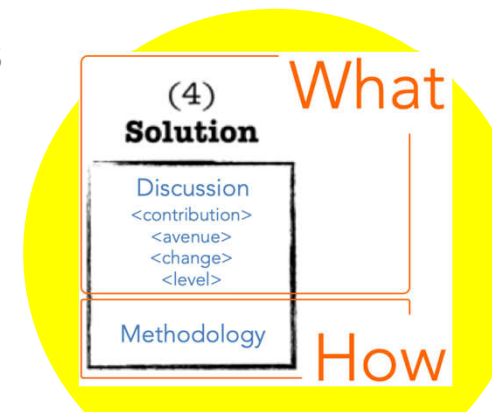 What
(4)
Solution
Discussion
<contribution>
<avenue>
<change>
<level>
Methodology
How